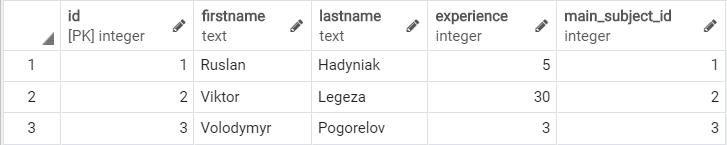 id firstname lastname experience main_subject_id
[PK] integer text text integer integer
1 1 Ruslan Hadyniak 5 1
2 2 Viktor Legeza 30 2
3 3 Volodymyr Pogorelov 3 3